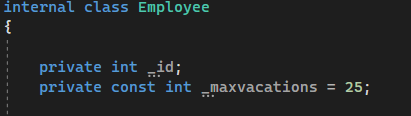 internal class Employee
{
private int _id;
private const int _maxvacations = 25;